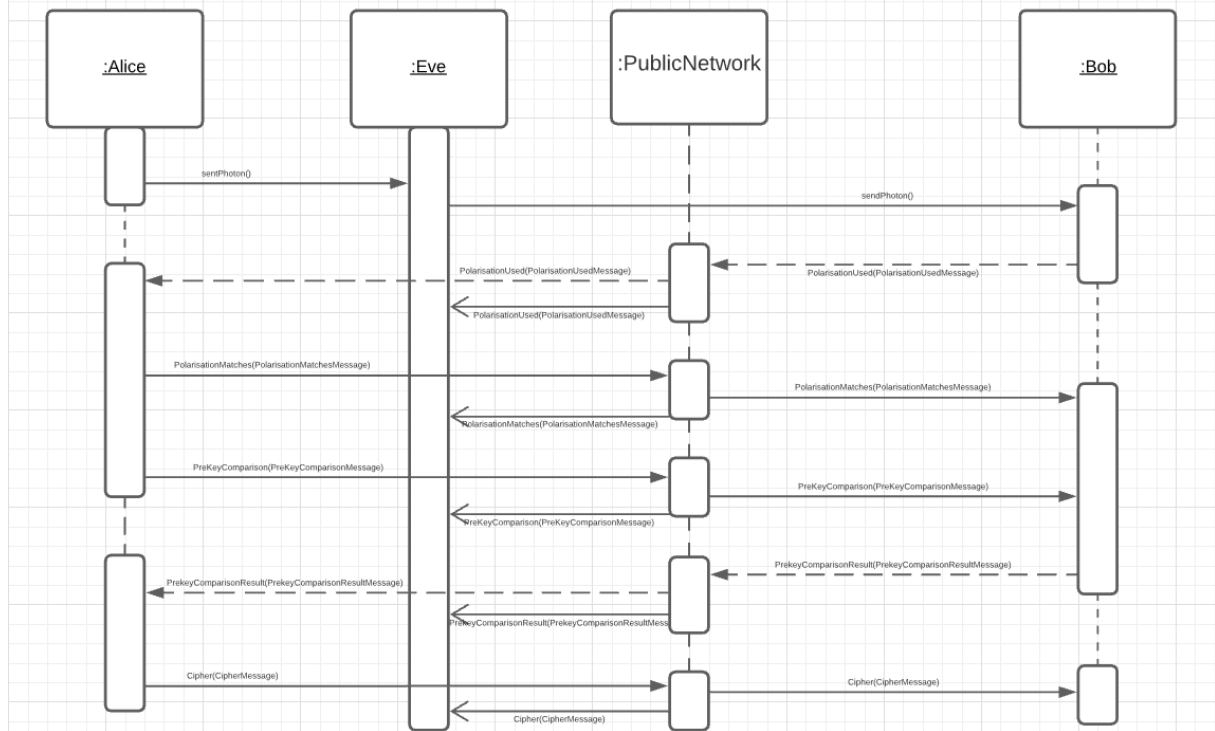 :Alice
:Eve
:PublicNetwork
:Bob
sentPhoton()
sendPhoton()
PolarisationUsed(PolarisationUsedMessage)
PolarisationUsed(PolarisationUsedMessage)
PolarisationUsed(PolarisationUsedMessage)
PolarisationMatches(PolarisationMatchesMessage)
PolarisationMatches(PolarisationMatchesMessage)
PolarisationMatches(PolarisationMatchesMessage)
PreKeyComparison(PreKeyComparisonMessage)
PreKeyComparison(PreKeyComparisonMessage)
PreKeyComparison(PreKeyComparisonMessage)
PrekeyComparisonResult(PrekeyComparisonResultMessage)
PrekeyComparisonResult(PrekeyComparisonResultMessage)
PrekeyComparisonResult(PrekeyComparisonResultMess
Cipher(CipherMessage)
Cipher(CipherMessage)
Cipher(CipherMessage)